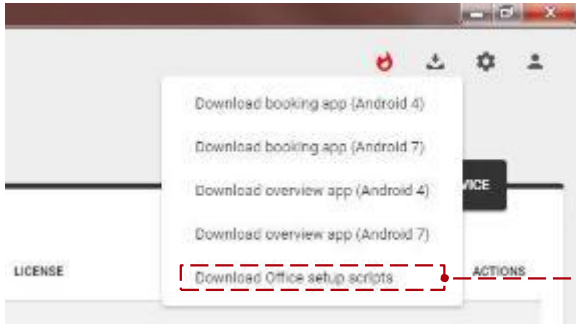 Download booking app (Android 4)
Download booking app (Android 7)
Download overview app (Android 4)
VICE
Download overview app (Android 7)
LICENSE
Download Office setup scripts
ACTIONS